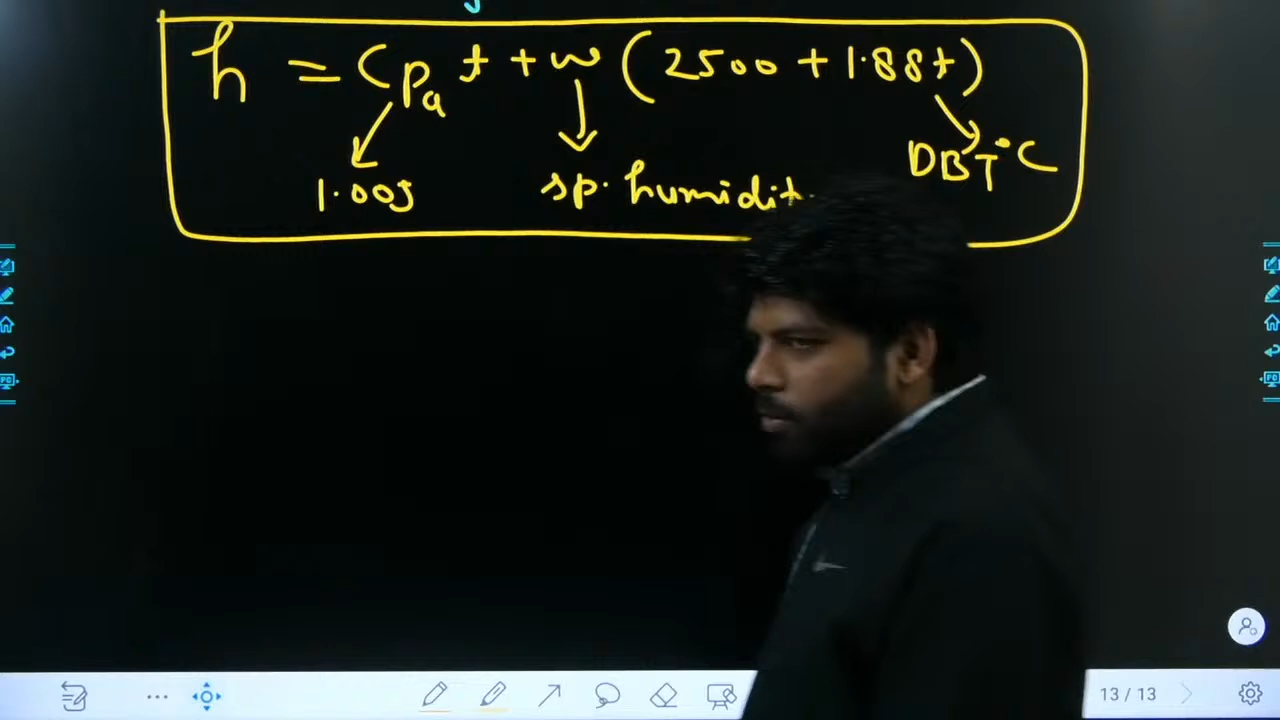 h = Cpₐ t + w (2500 + 1.88t)
1.005
DBT°C
sp. humidit
13 / 13